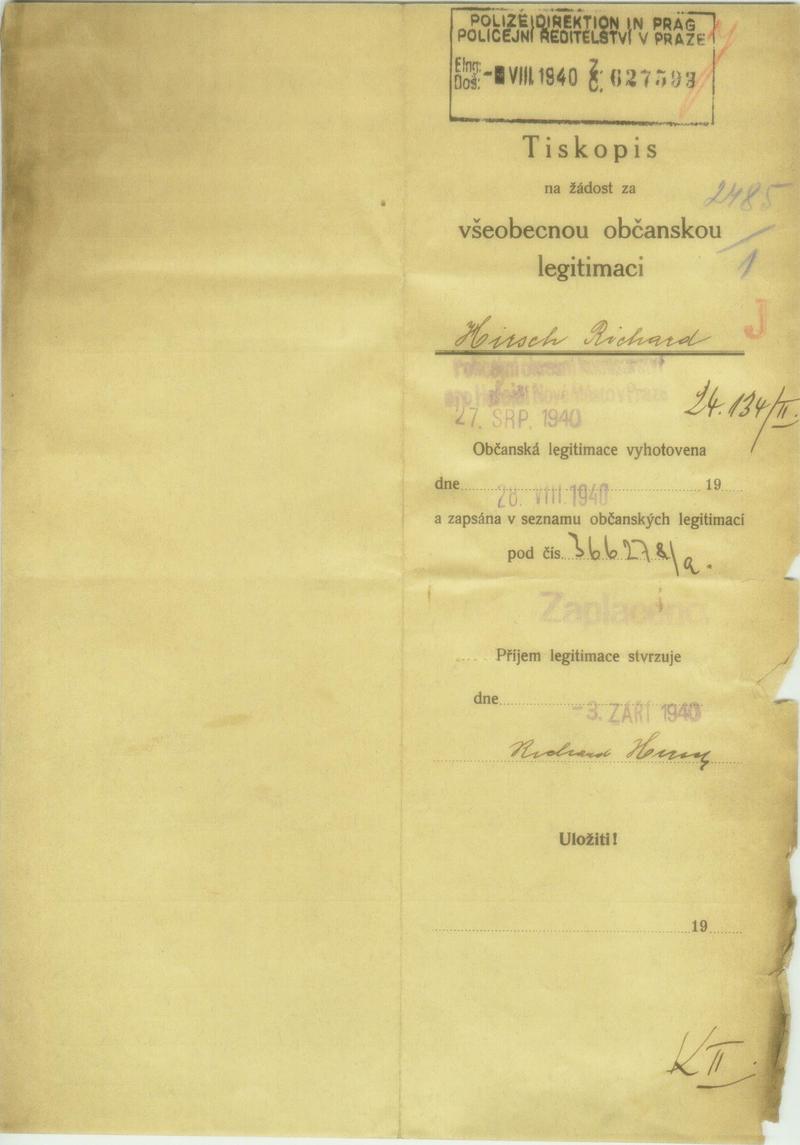 POLIZEIDIREKTION IN PRAG
POLICEJNÍ ŘEDITELSTVÍ V PRAZE
Eing: Doš: - VIII. 1940 Z. Č. 627593
Tiskopis
na žádost za
2485
všeobecnou občanskou
1
legitimaci
J
Hirsch Richard
24.134/II.
27. SRP. 1940
Občanská legitimace vyhotovena
dne 28. VIII. 1940 19
a zapsána v seznamu občanských legitimací
pod čís. 366278/a.
Zaplaceno.
Příjem legitimace stvrzuje
dne -3. ZÁŘÍ 1940
Richard Hirsch
Uložiti!
19
K II.